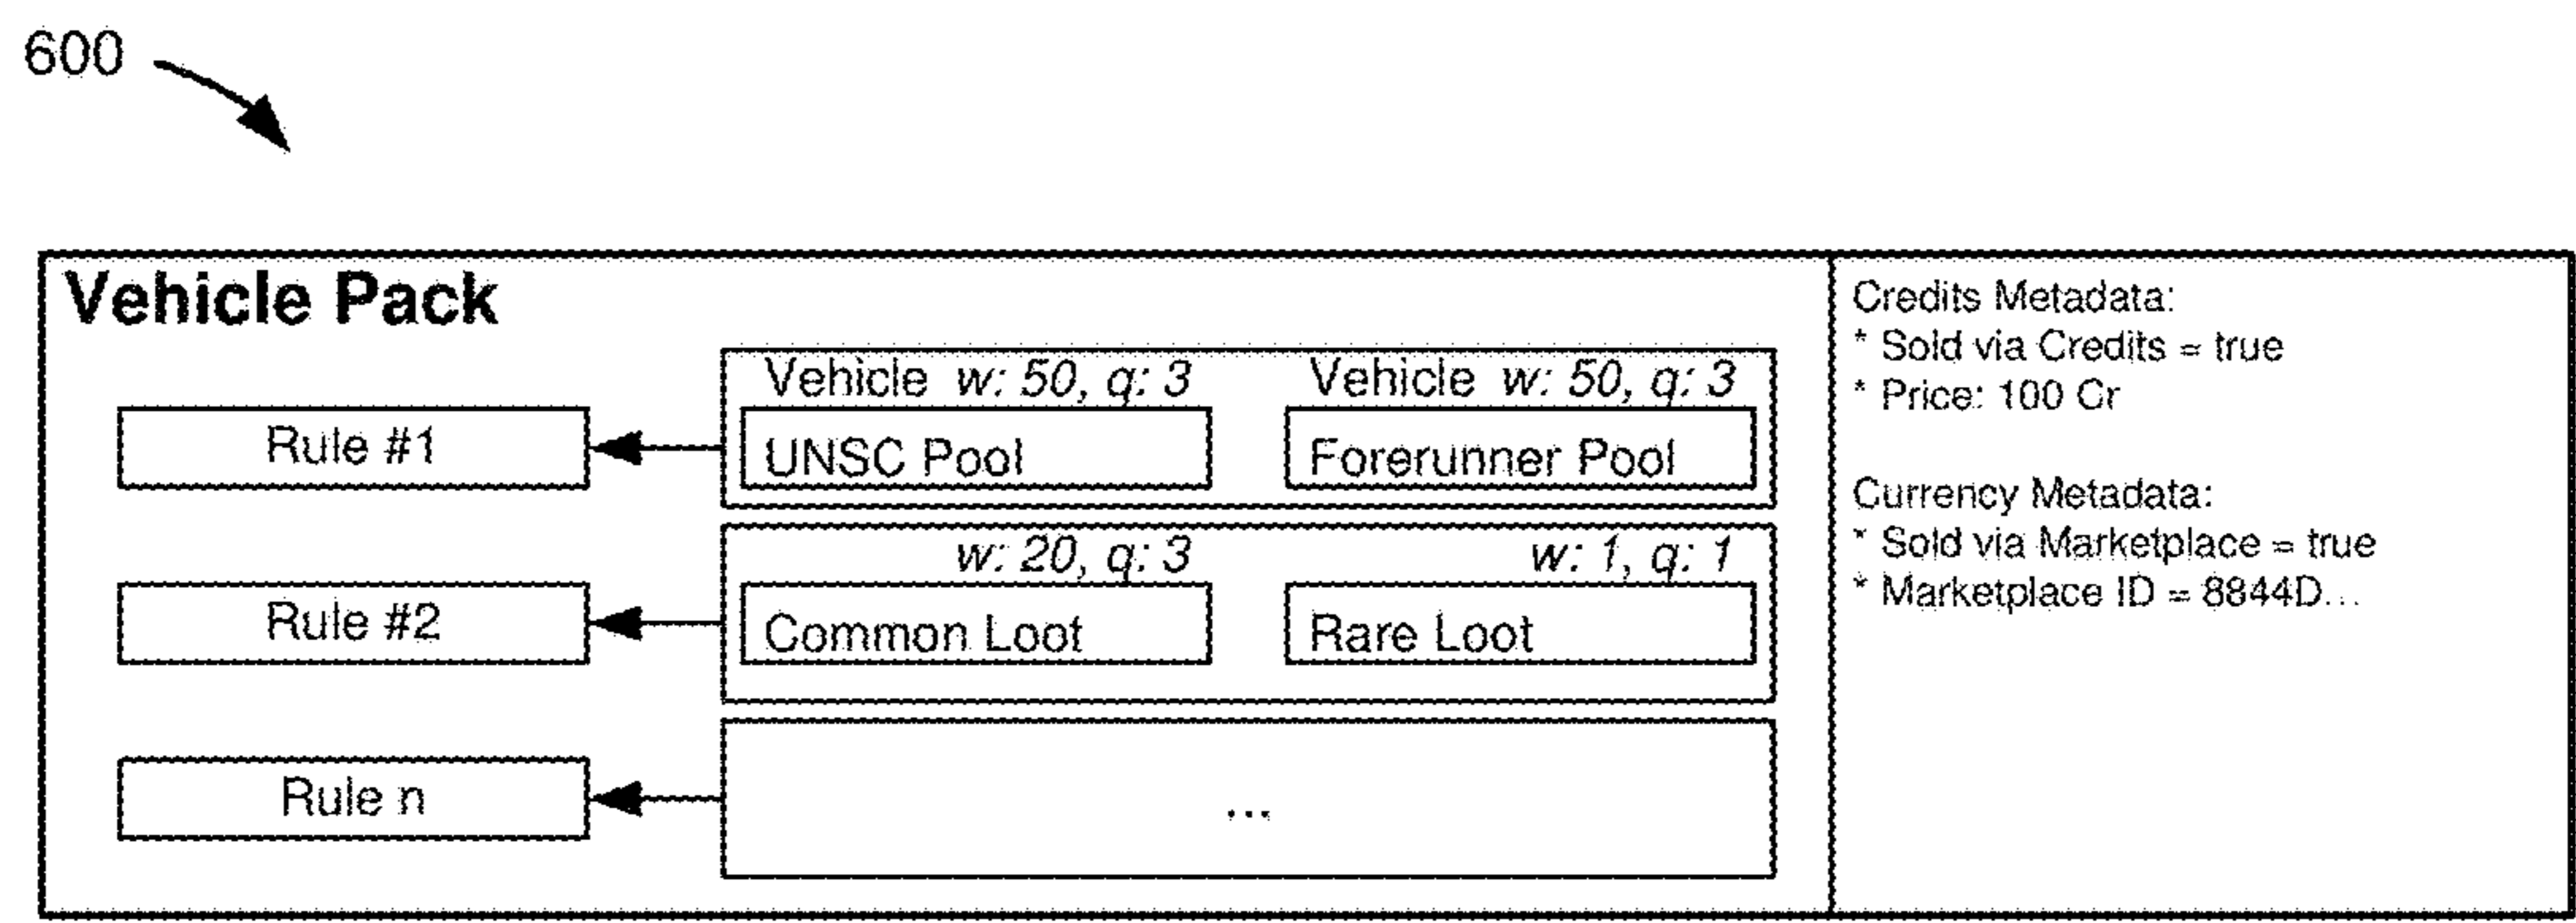 600
Vehicle Pack
Vehicle w: 50, q: 3 Vehicle w: 50, q: 3
Rule #1 UNSC Pool Forerunner Pool
w: 20, q: 3 w: 1, q: 1
Rule #2 Common Loot Rare Loot
Rule n ...
Credits Metadata:
* Sold via Credits = true
* Price: 100 Cr
Currency Metadata:
* Sold via Marketplace = true
* Marketplace ID = 8844D...